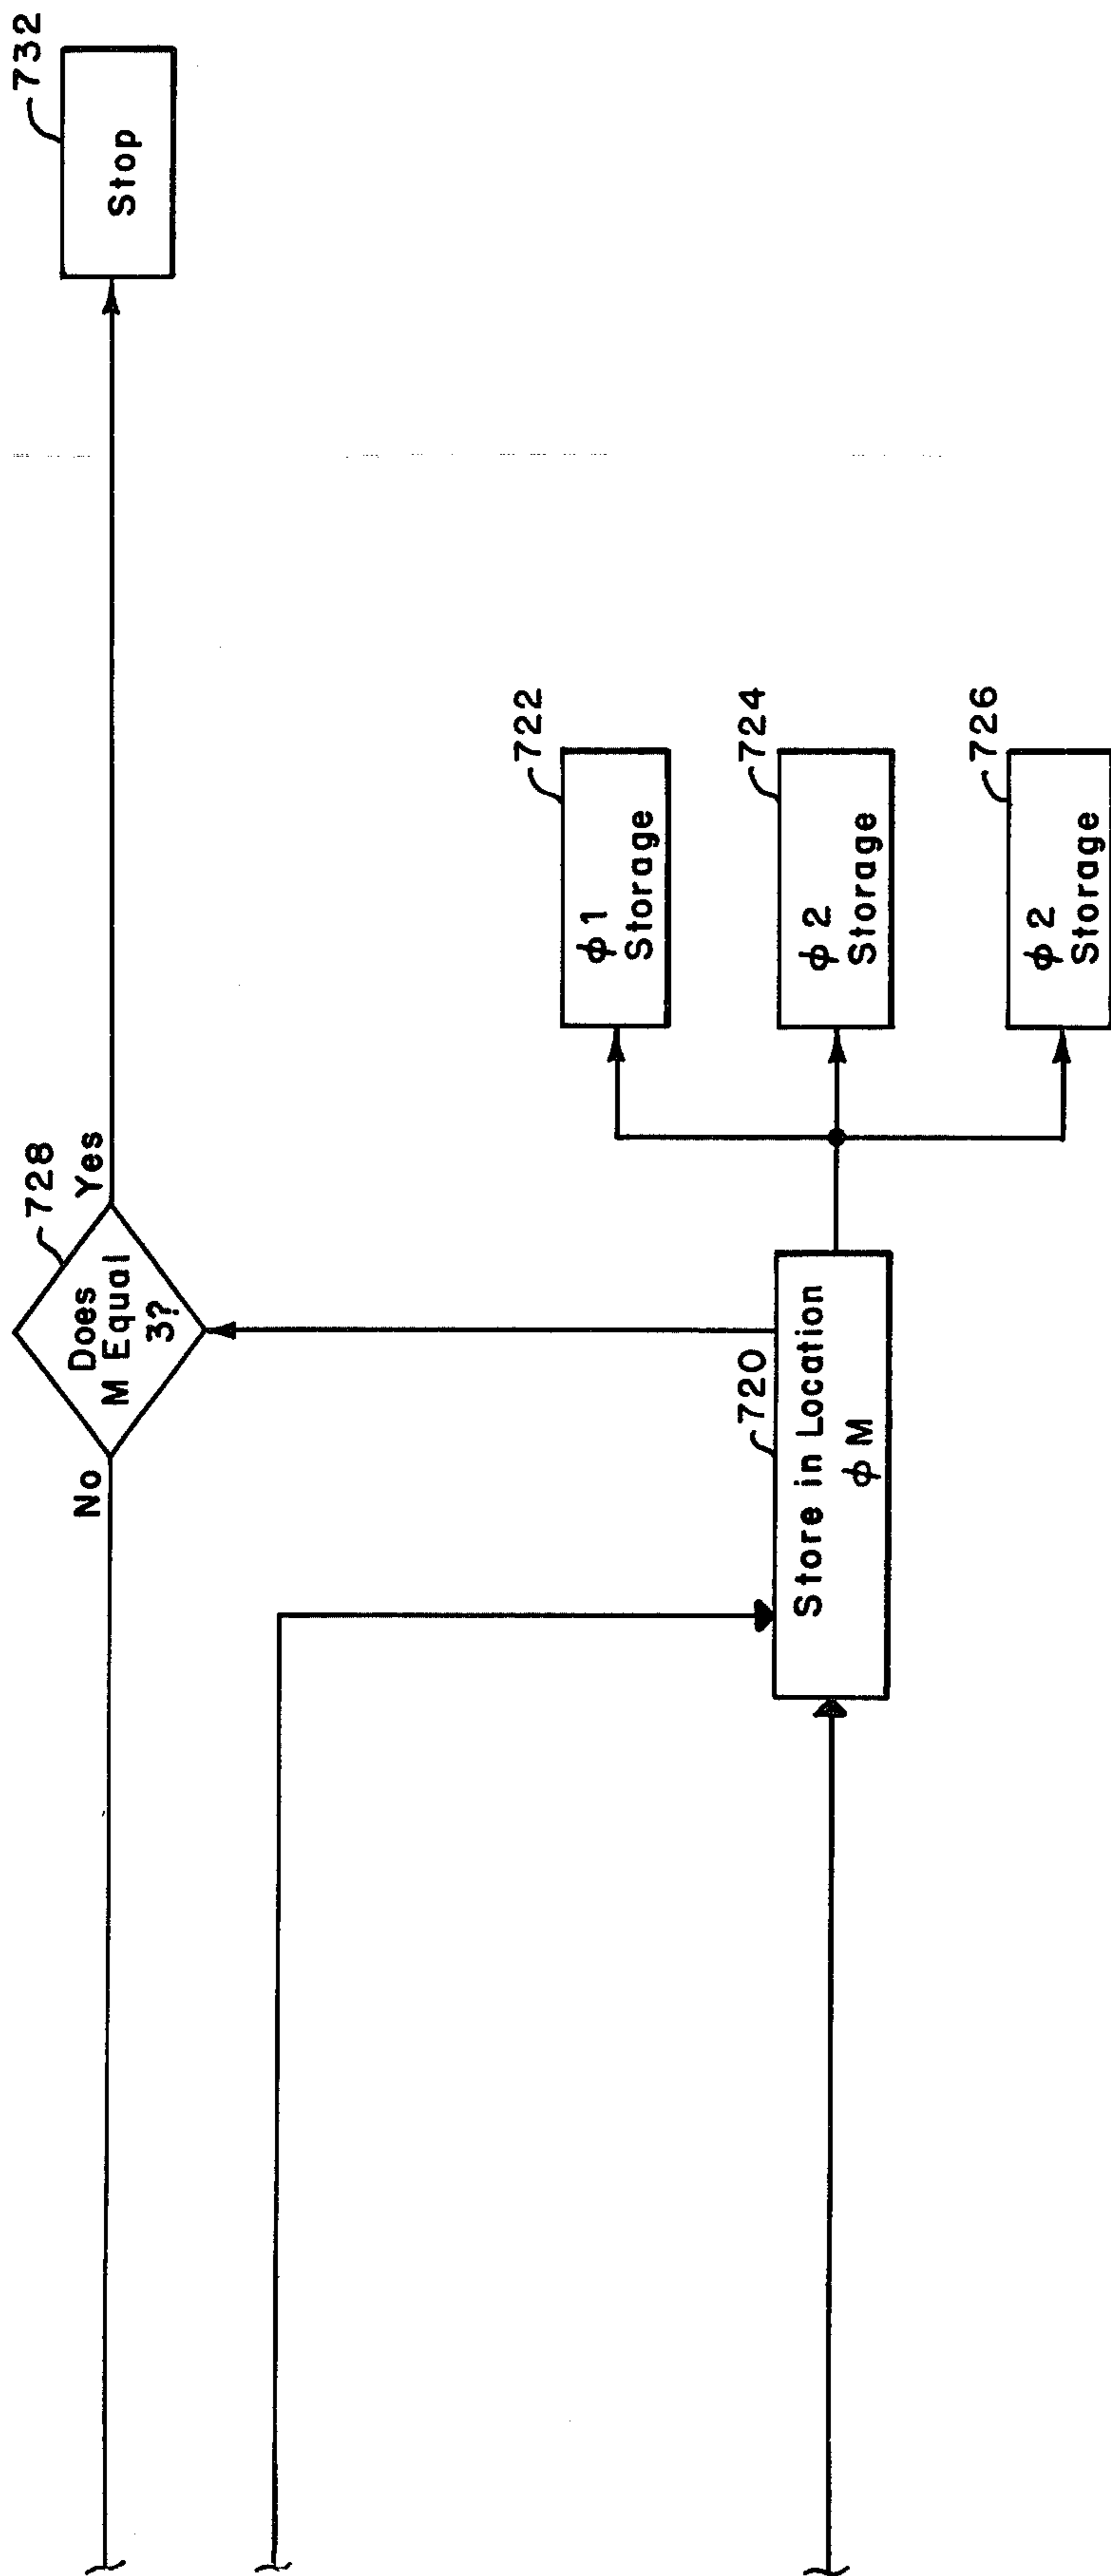 732
Stop
728
Yes
No
Does
M Equal
3?
722
φ1
Storage
724
φ2
Storage
726
φ2
Storage
720
Store in Location
φM